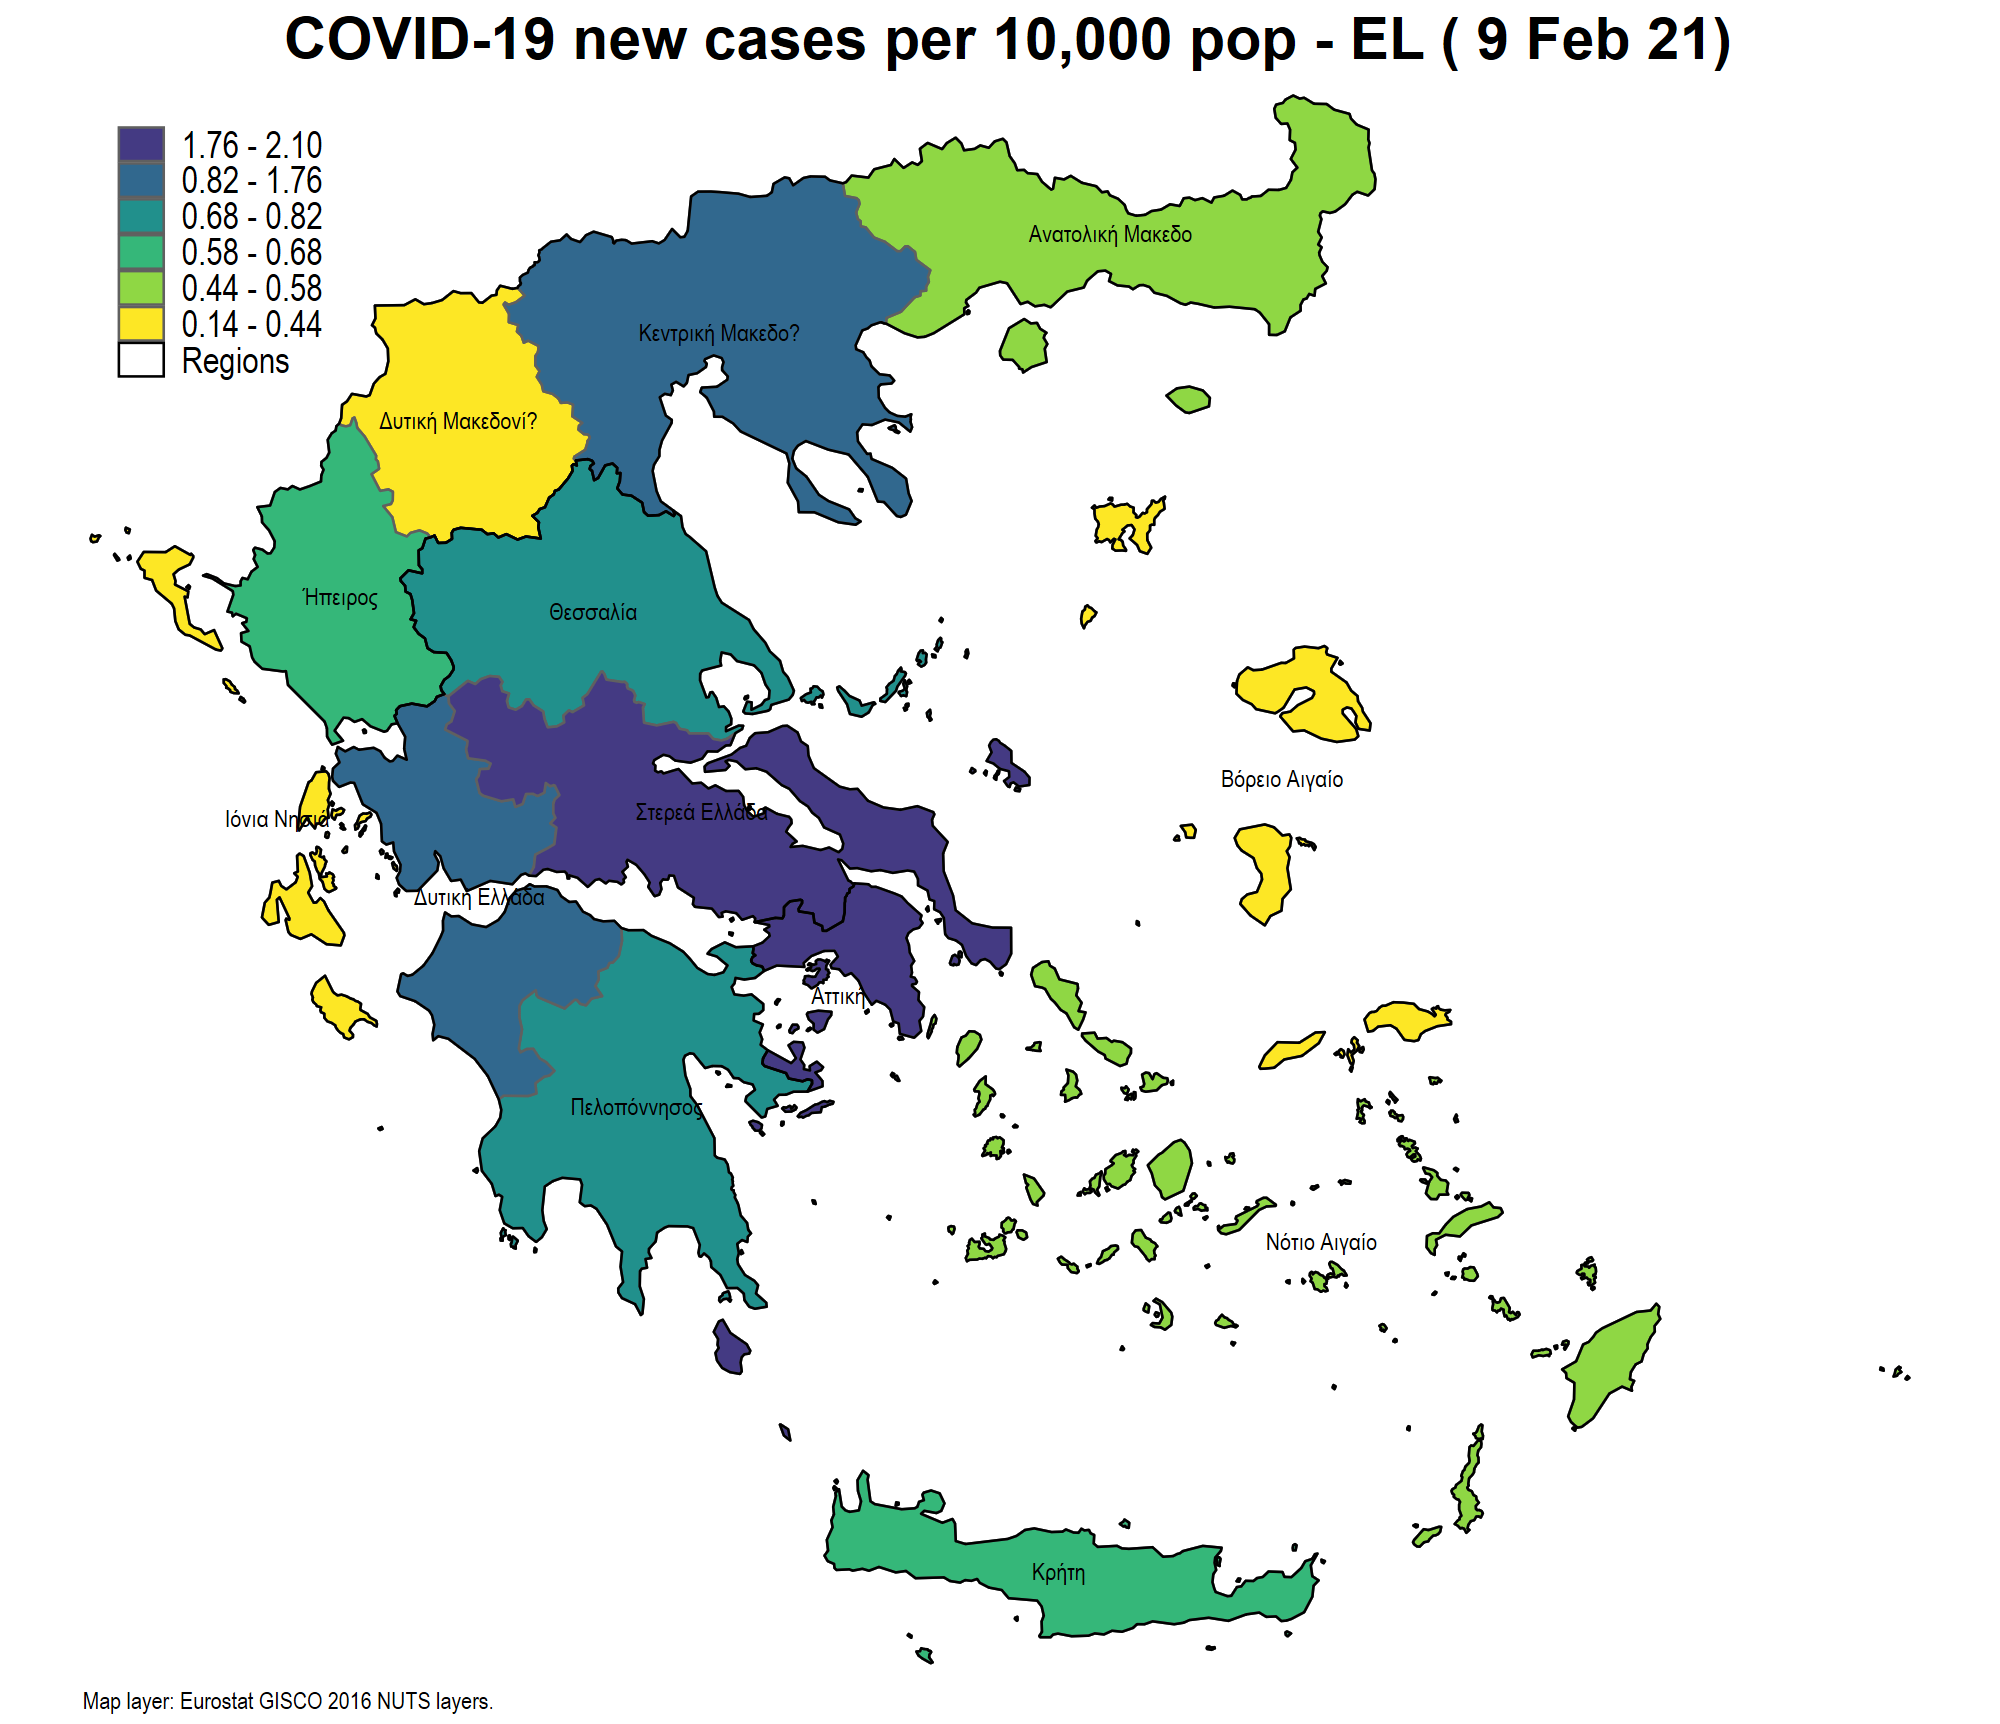 COVID-19 new cases per 10,000 pop - EL ( 9 Feb 21)
1.76 - 2.10
0.82 - 1.76
0.68 - 0.82
0.58 - 0.68
0.44 - 0.58
0.14 - 0.44
Regions
Ανατολική Μακεδο
Κεντρική Μακεδο?
Δυτική Μακεδονί?
Ήπειρος
Θεσσαλία
Βόρειο Αιγαίο
Στερεά Ελλάδα
Ιόνια Νησιά
Δυτική Ελλάδα
Αττική
Πελοπόννησος
Νότιο Αιγαίο
Κρήτη
Map layer: Eurostat GISCO 2016 NUTS layers.